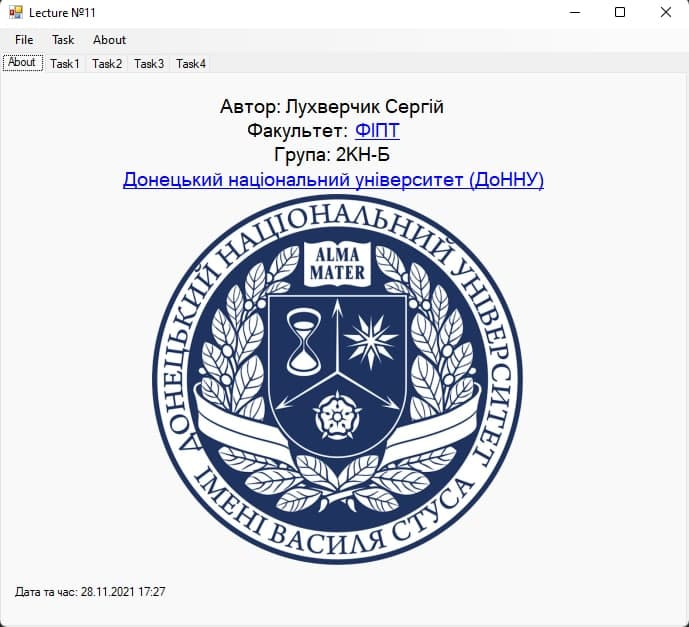 Lecture №11
File Task About
About Task1 Task2 Task3 Task4
Автор: Лухверчик Сергій
Факультет: ФІПТ
Група: 2КН-Б
Донецький національний університет (ДоННУ)
ДОНЕЦЬКИЙ НАЦІОНАЛЬНИЙ УНІВЕРСИТЕТ
ALMA
MATER
ІМЕНІ ВАСИЛЯ СТУСА
Дата та час: 28.11.2021 17:27